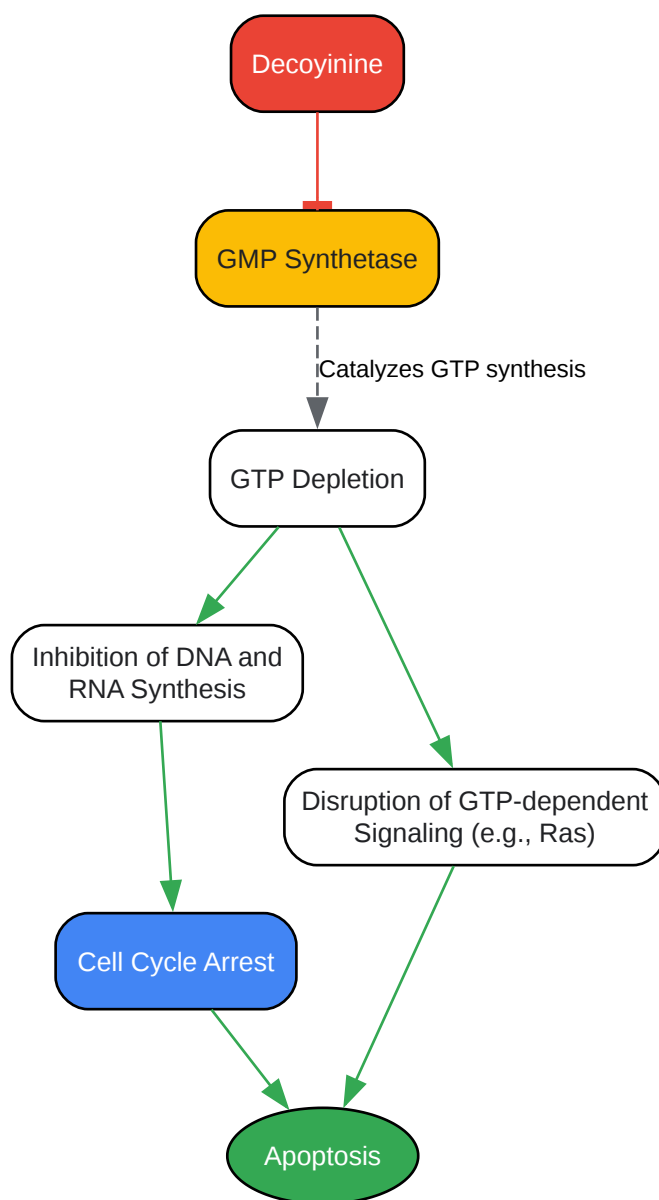 Decoyinine
GMP Synthetase
Catalyzes GTP synthesis
GTP Depletion
Inhibition of DNA and
RNA Synthesis
Disruption of GTP-dependent
Signaling (e.g., Ras)
Cell Cycle Arrest
Apoptosis